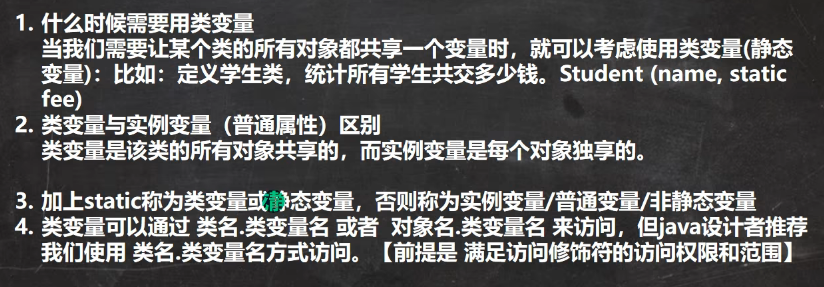 1. 什么时候需要用类变量
当我们需要让某个类的所有对象都共享一个变量时，就可以考虑使用类变量(静态
变量)：比如：定义学生类，统计所有学生共交多少钱。Student (name, static
fee)
2. 类变量与实例变量（普通属性）区别
类变量是该类的所有对象共享的，而实例变量是每个对象独享的。
3. 加上static称为类变量或静态变量，否则称为实例变量/普通变量/非静态变量
4. 类变量可以通过 类名.类变量名 或者 对象名.类变量名 来访问，但java设计者推荐
我们使用 类名.类变量名方式访问。【前提是 满足访问修饰符的访问权限和范围】